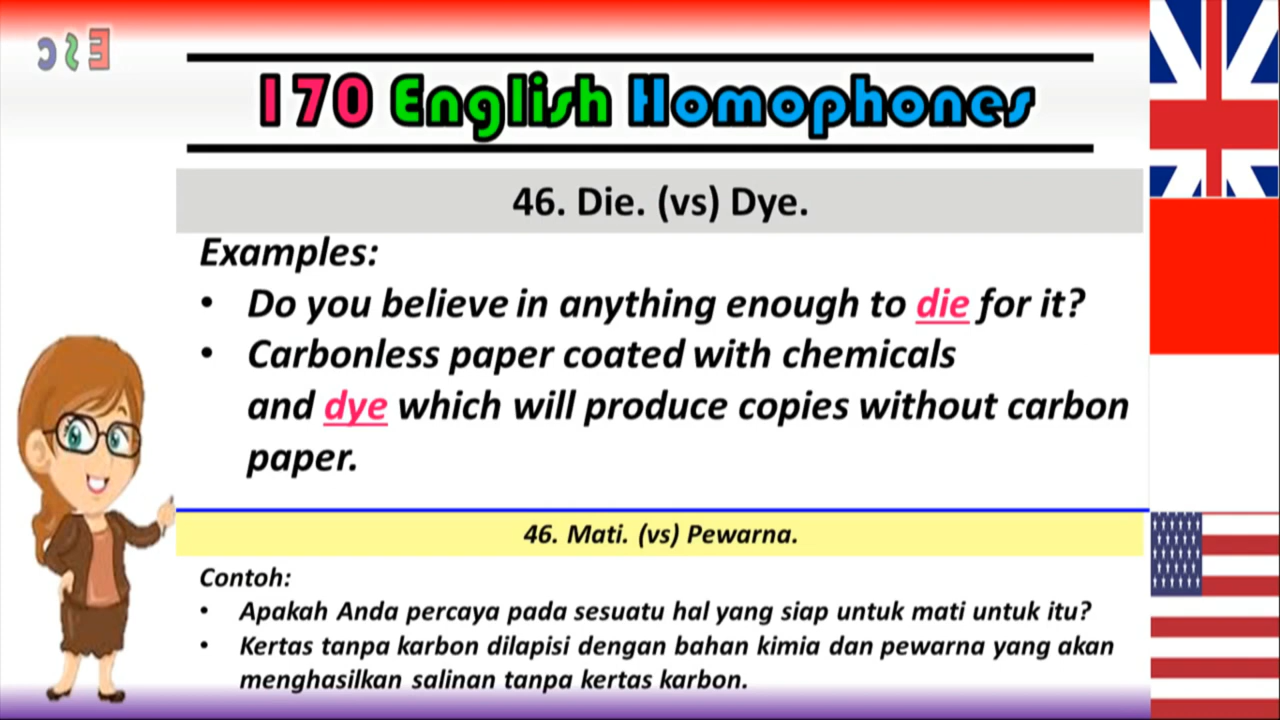 ESC
170 English Homophones
46. Die. (vs) Dye.
Examples:
• Do you believe in anything enough to die for it?
• Carbonless paper coated with chemicals
and dye which will produce copies without carbon
paper.
46. Mati. (vs) Pewarna.
Contoh:
• Apakah Anda percaya pada sesuatu hal yang siap untuk mati untuk itu?
• Kertas tanpa karbon dilapisi dengan bahan kimia dan pewarna yang akan
menghasilkan salinan tanpa kertas karbon.